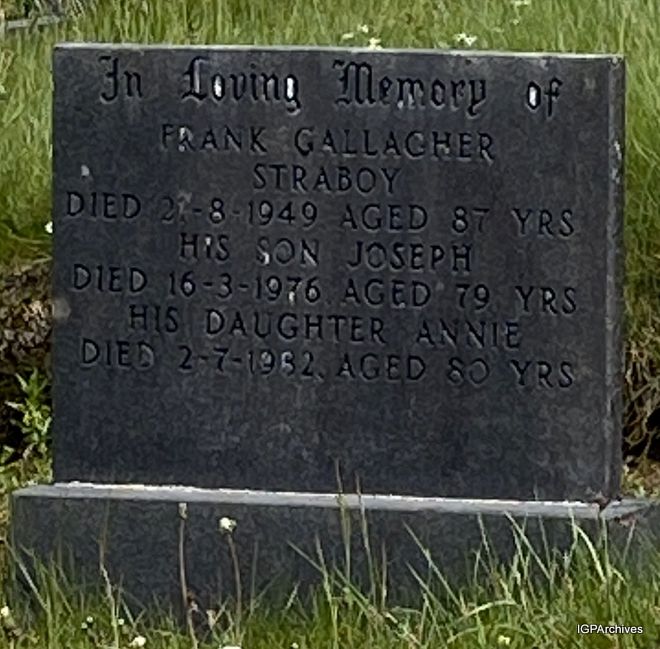 In Loving Memory of
FRANK GALLAGHER
STRABOY
DIED -8-1949 AGED 87 YRS
HIS SON JOSEPH
DIED 16-3-1976 AGED 79 YRS
HIS DAUGHTER ANNIE
DIED 2-7-1982 AGED 80 YRS
IGPArchives